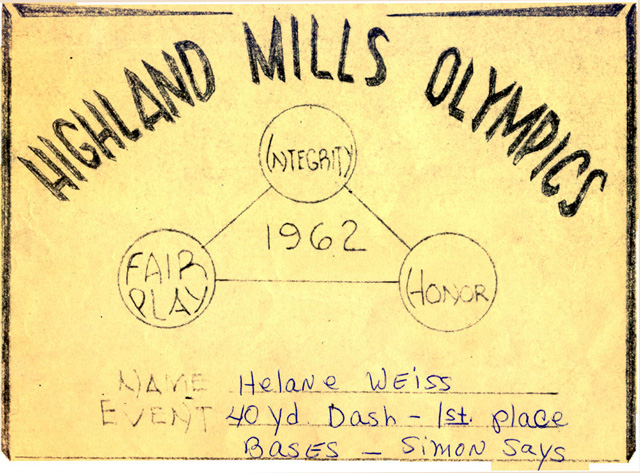 HIGHLAND MILLS OLYMPICS
INTEGRITY
1962
FAIR
PLAY
HONOR
NAME Helane Weiss
EVENT 40 yd Dash - 1st. place
Bases - Simon Says